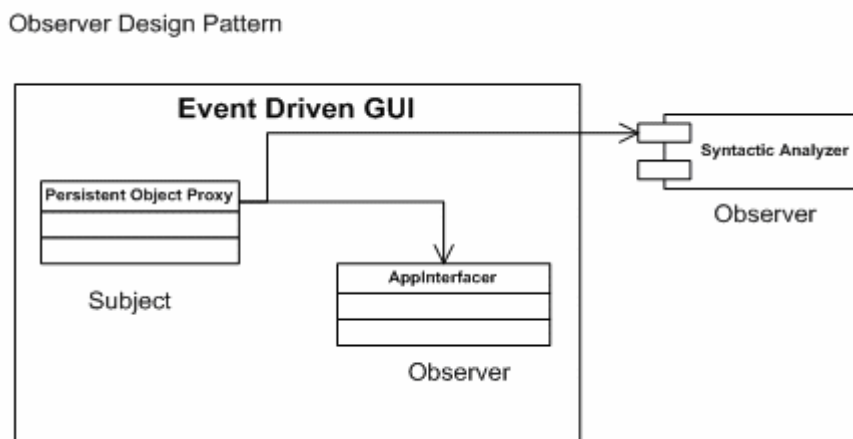 Observer Design Pattern
Event Driven GUI
Syntactic Analyzer
Observer
Persistent Object Proxy
Subject
AppInterfacer
Observer